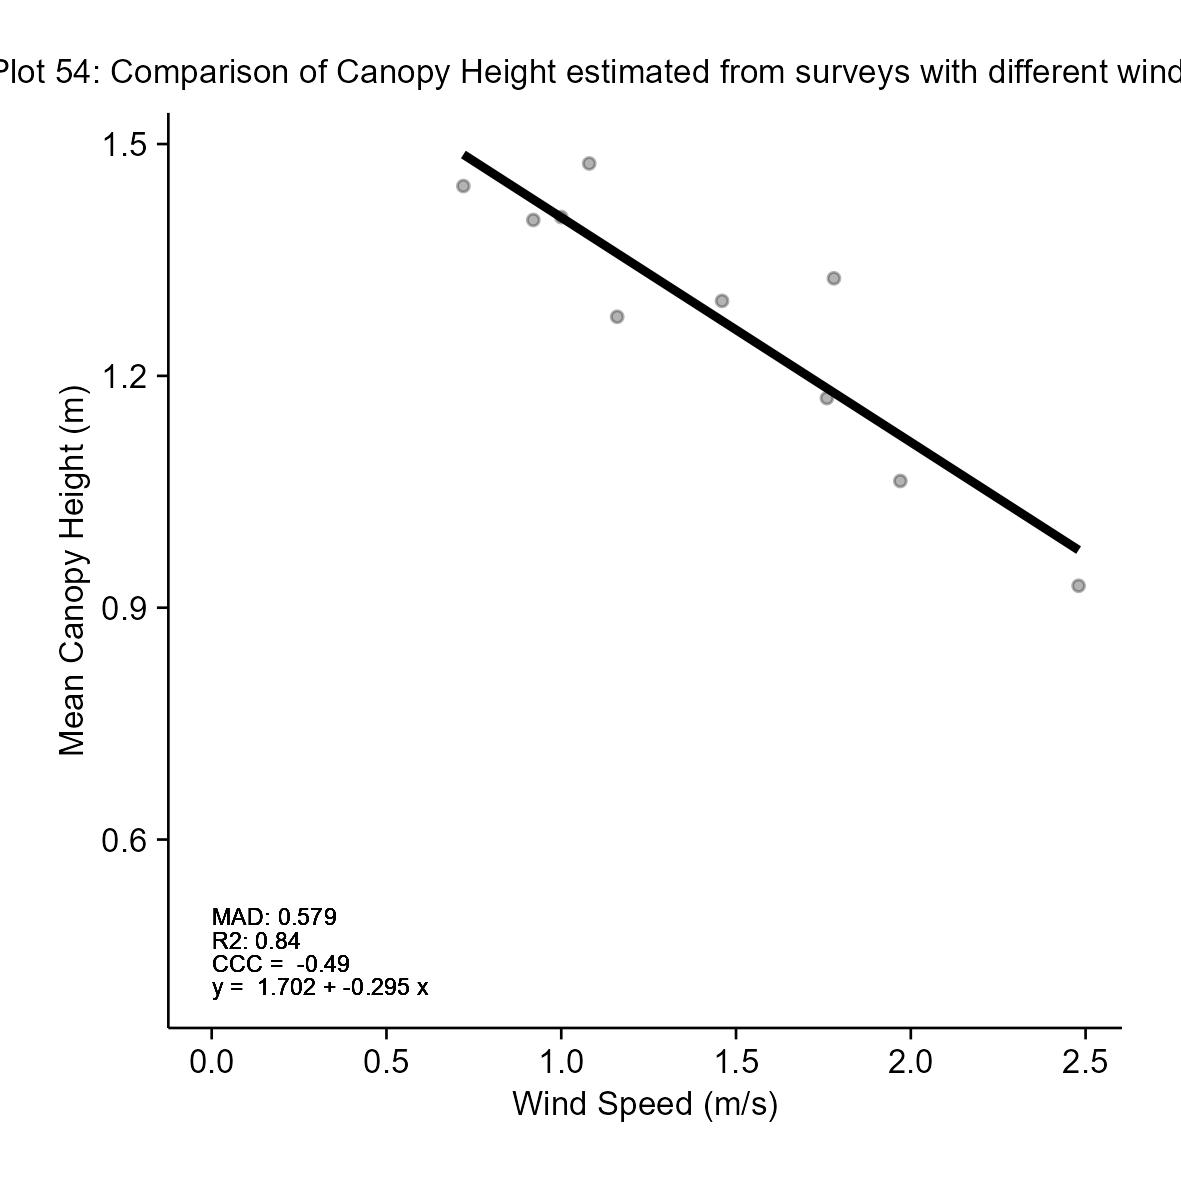 Plot 54: Comparison of Canopy Height estimated from surveys with different wind
1.5
1.2
0.9
0.6
Mean Canopy Height (m)
MAD: 0.579
R2: 0.84
CCC =  -0.49
y =  1.702 + -0.295 x
0.0 0.5 1.0 1.5 2.0 2.5
Wind Speed (m/s)